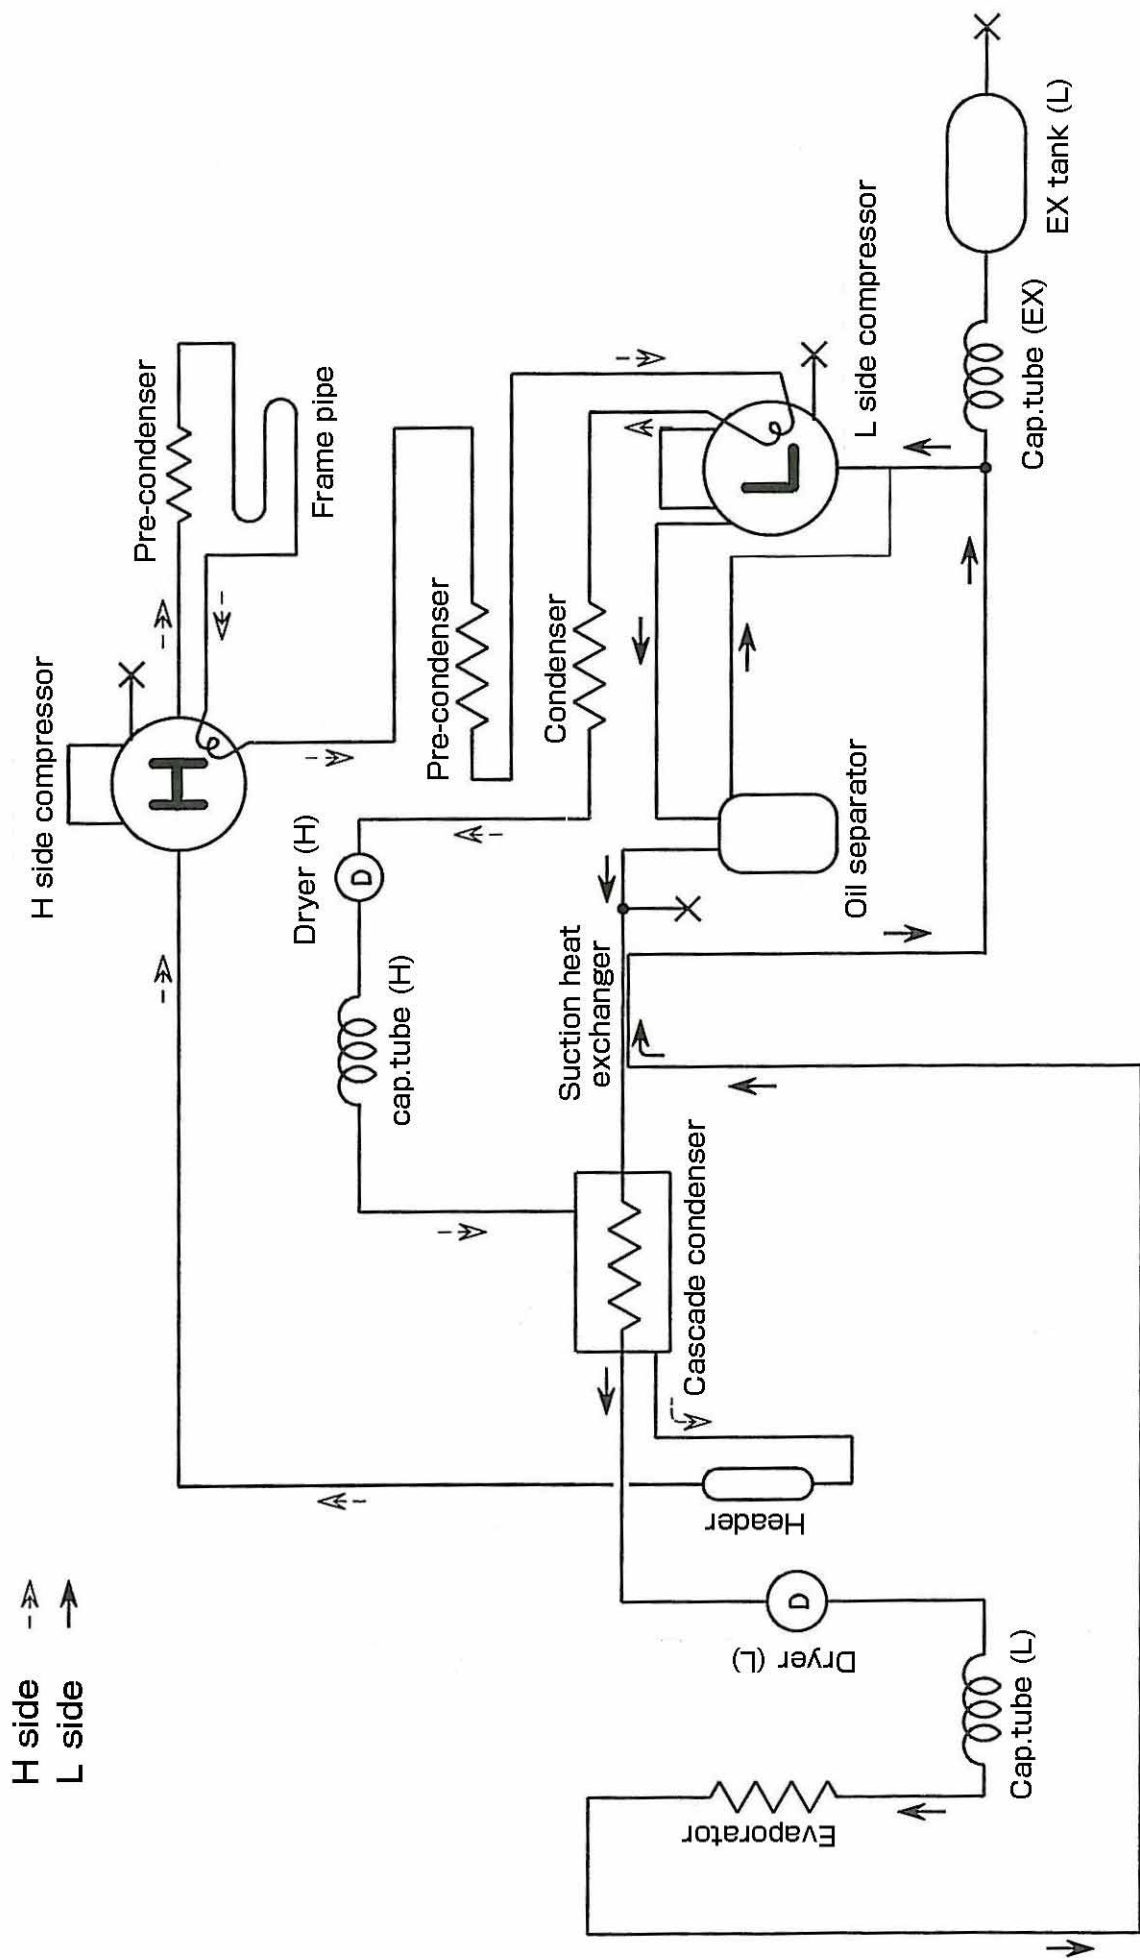 H side
L side
H side compressor
H
Pre-condenser
Frame pipe
Dryer (H)
D
cap.tube (H)
Pre-condenser
Condenser
L side compressor
L
Suction heat
exchanger
Oil separator
Cascade condenser
Header
Dryer (L)
D
Evaporator
Cap.tube (L)
Cap.tube (EX)
EX tank (L)